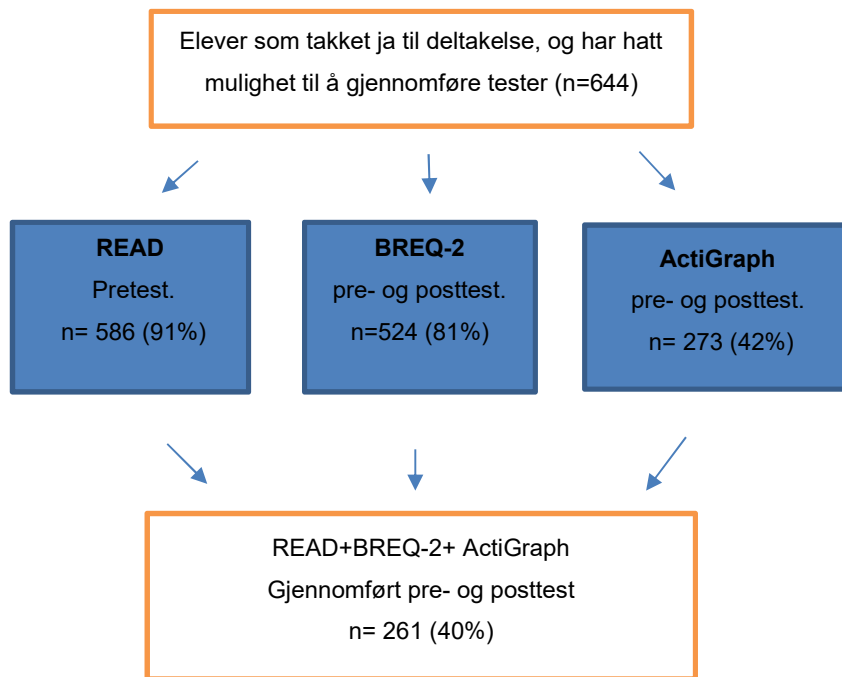 Elever som takket ja til deltakelse, og har hatt
mulighet til å gjennomføre tester (n=644)
READ
Pretest.
n= 586 (91%)
BREQ-2
pre- og posttest.
n=524 (81%)
ActiGraph
pre- og posttest.
n= 273 (42%)
READ+BREQ-2+ ActiGraph
Gjennomført pre- og posttest
n= 261 (40%)